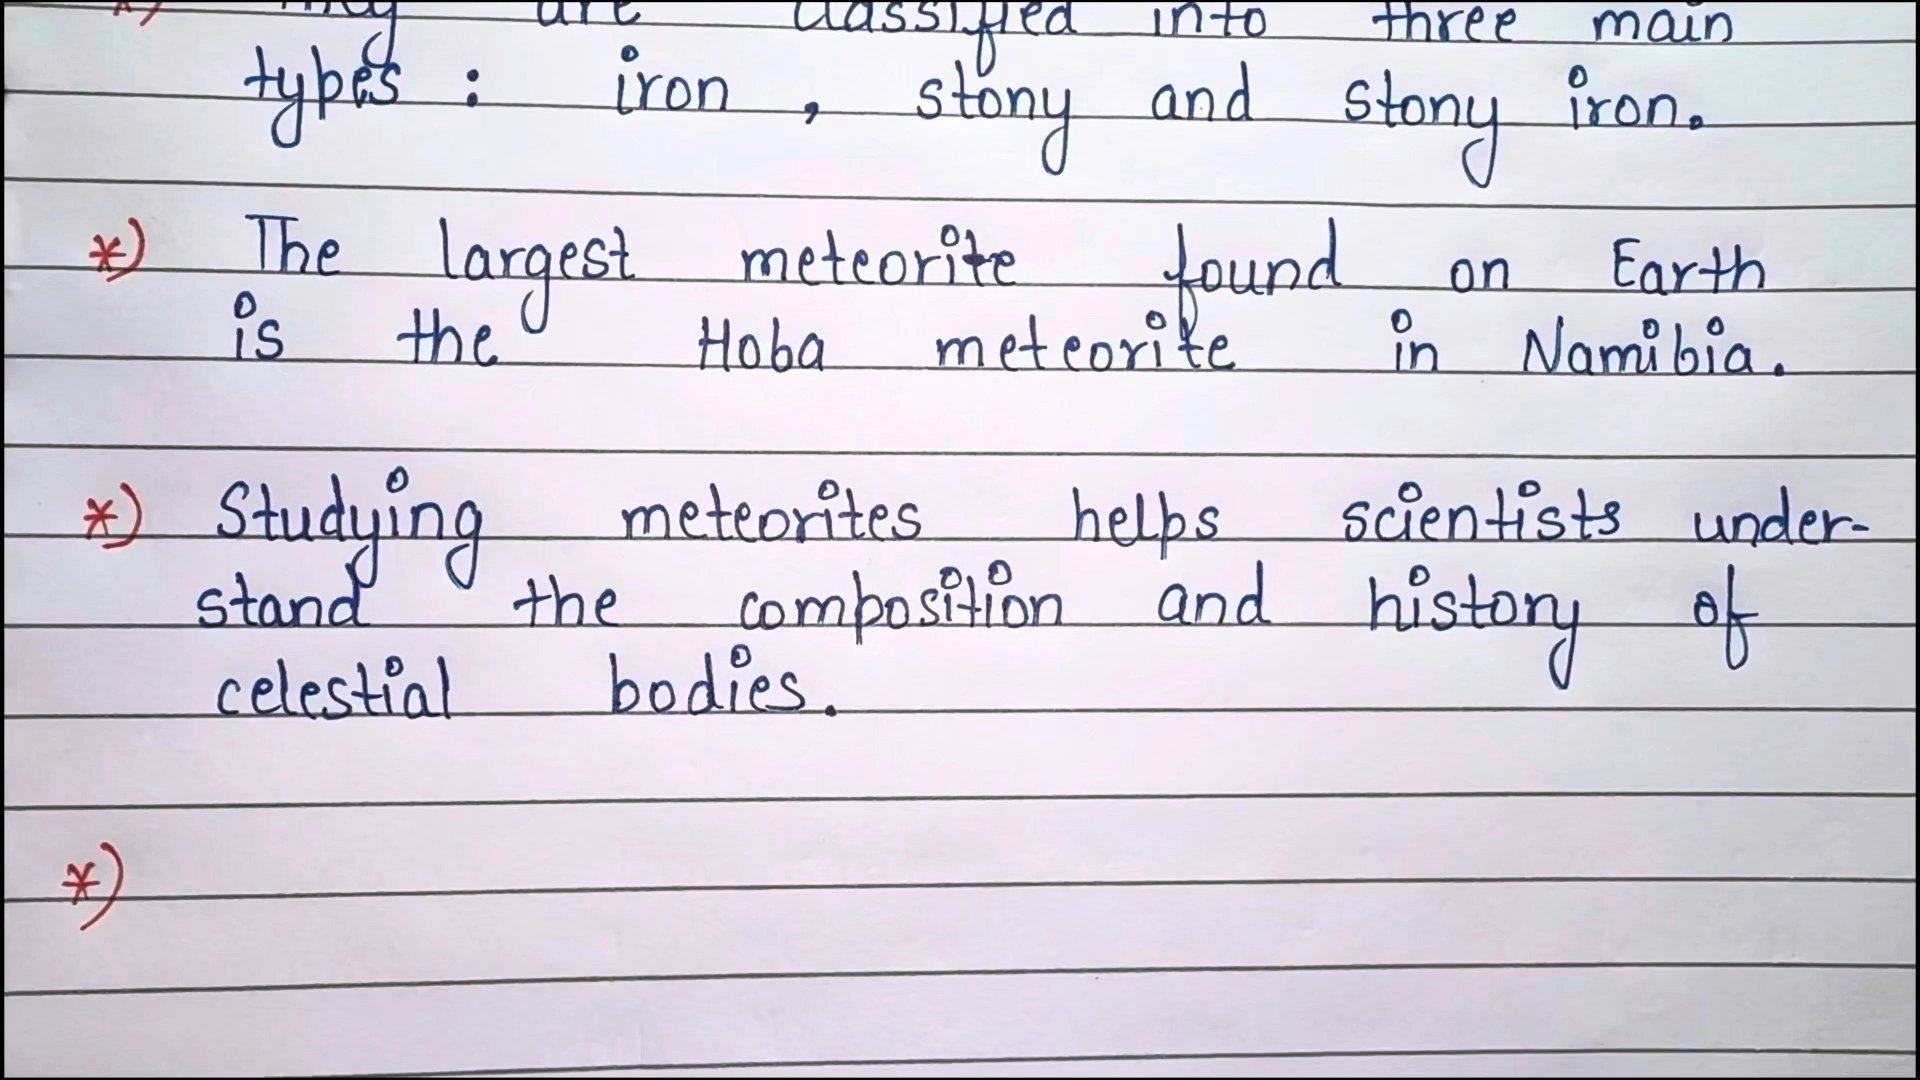 *) They are classified into three main
types : iron , stony and stony iron.
*) The largest meteorite found on Earth
is the Hoba meteorite in Namibia.
*) Studying meteorites helps scientists under-
stand the composition and history of
celestial bodies.
*)